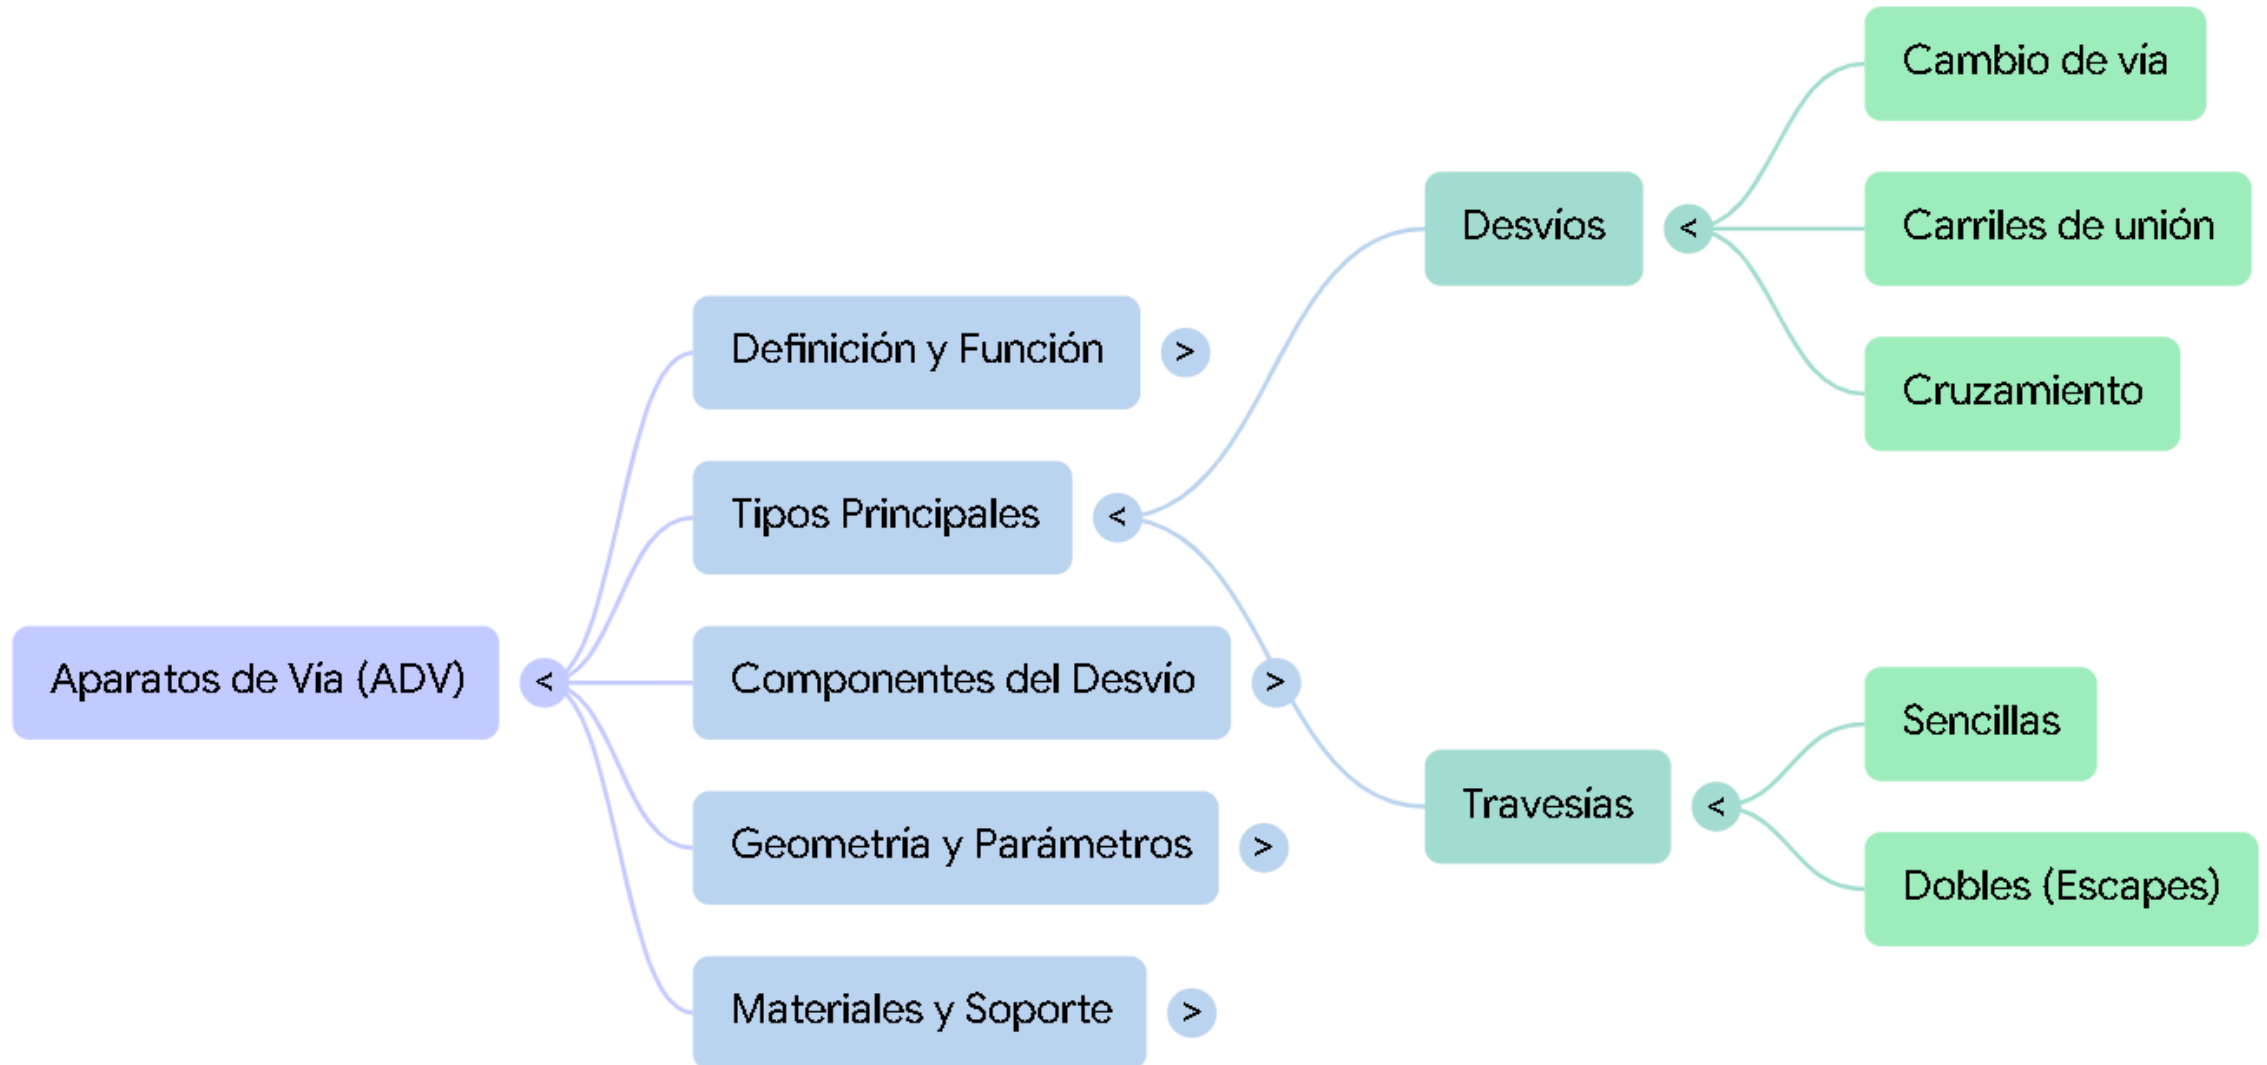 Aparatos de Vía (ADV)
<
Definición y Función
>
Tipos Principales
<
Desvíos
<
Cambio de vía
Carriles de unión
Cruzamiento
Travesías
<
Sencillas
Dobles (Escapes)
Componentes del Desvío
>
Geometría y Parámetros
>
Materiales y Soporte
>